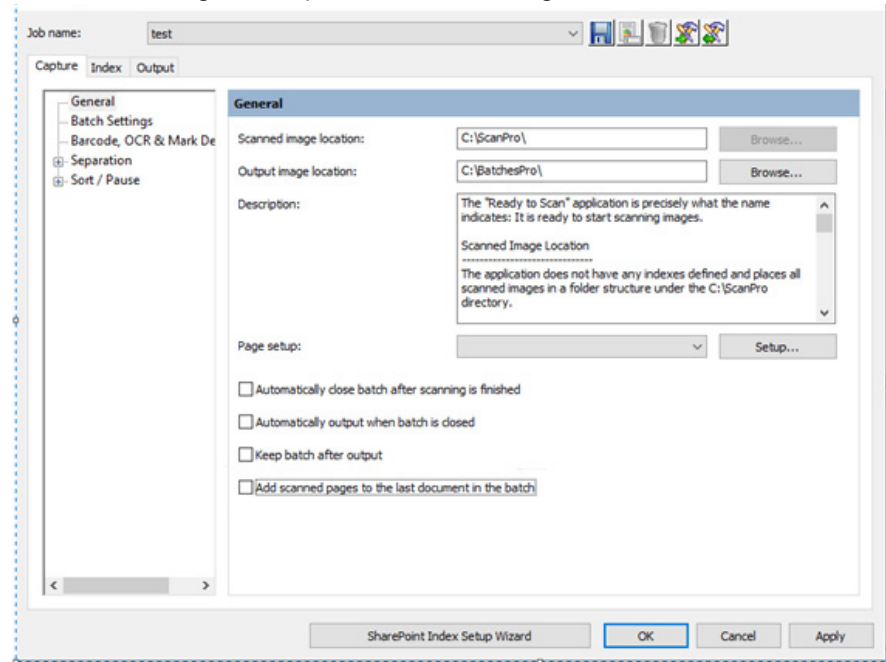 Job name:
test
Capture Index Output
General
Batch Settings
Barcode, OCR & Mark De
Separation
Sort / Pause
General
Scanned image location:
C:\ScanPro\
Browse...
Output image location:
C:\BatchesPro\
Browse...
Description:
The "Ready to Scan" application is precisely what the name
indicates: It is ready to start scanning images.
Scanned Image Location
------------------------------
The application does not have any indexes defined and places all
scanned images in a folder structure under the C:\ScanPro
directory.
Page setup:
Setup...
Automatically close batch after scanning is finished
Automatically output when batch is closed
Keep batch after output
Add scanned pages to the last document in the batch
SharePoint Index Setup Wizard
OK
Cancel
Apply